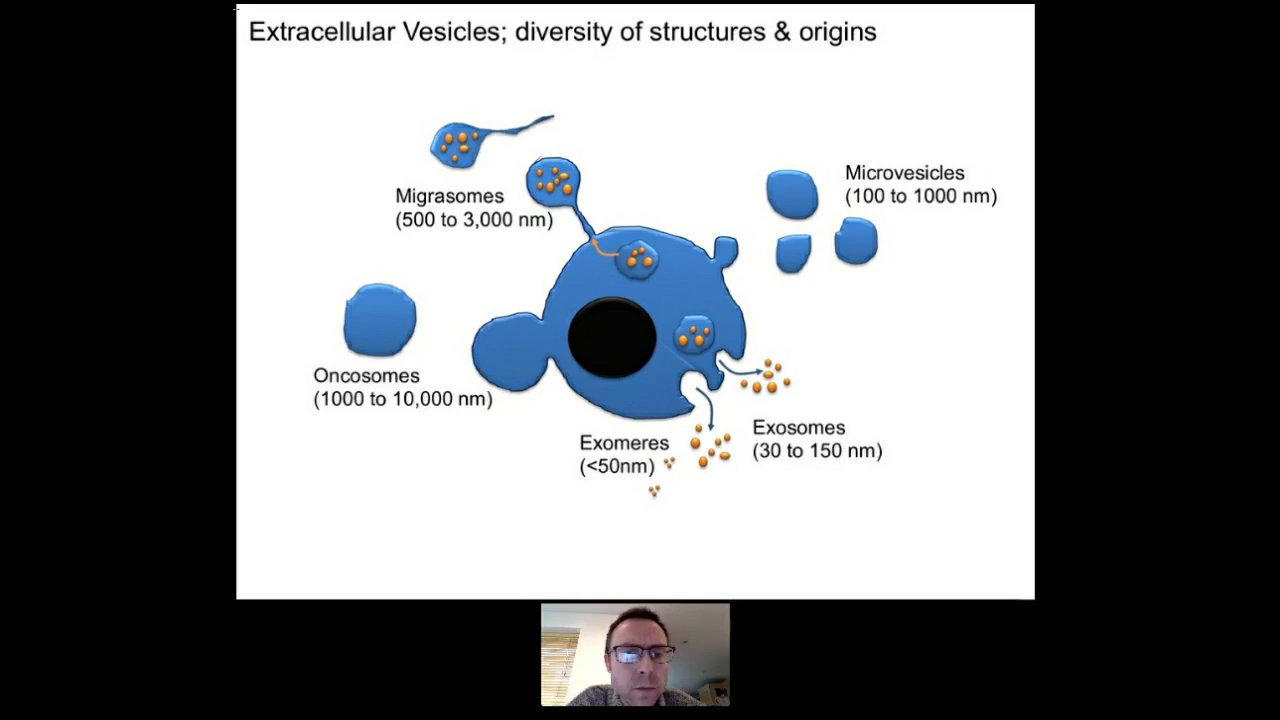 Extracellular Vesicles; diversity of structures & origins
Migrasomes
(500 to 3,000 nm)
Microvesicles
(100 to 1000 nm)
Oncosomes
(1000 to 10,000 nm)
Exomeres
(<50nm)
Exosomes
(30 to 150 nm)